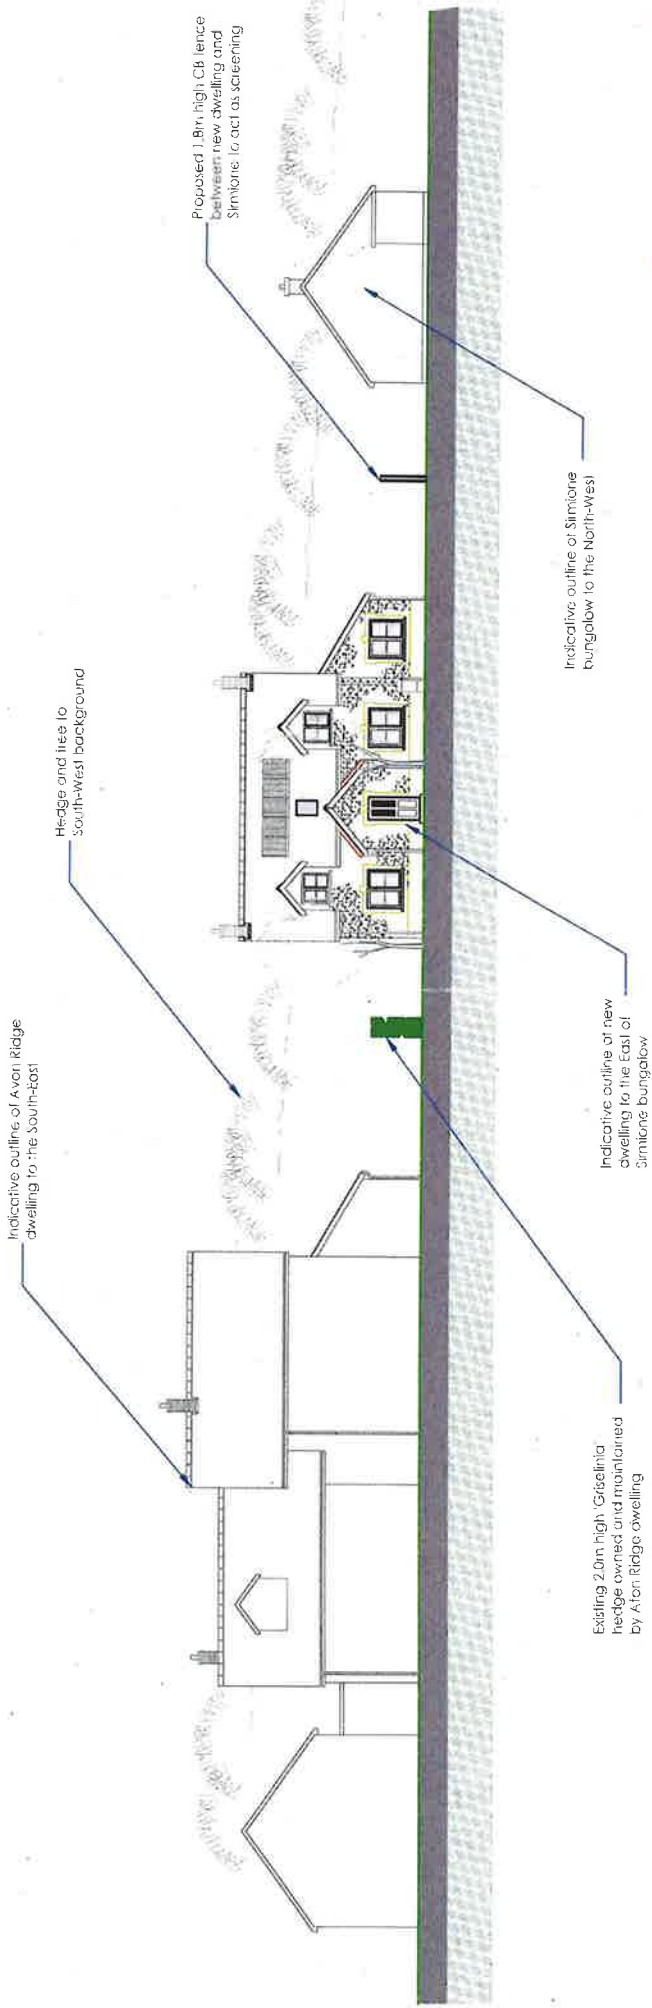 Indicative outline of Avon Ridge
dwelling to the South-East
Hedge and tree to
South-West background
Proposed 1.8m high CB fence
between new dwelling and
Sirmione to act as screening
Existing 2.0m high 'Griselinia'
hedge owned and maintained
by Aton Ridge dwelling
Indicative outline of new
dwelling to the East of
Sirmione bungalow
Indicative outline of Sirmione
bungalow to the North-West